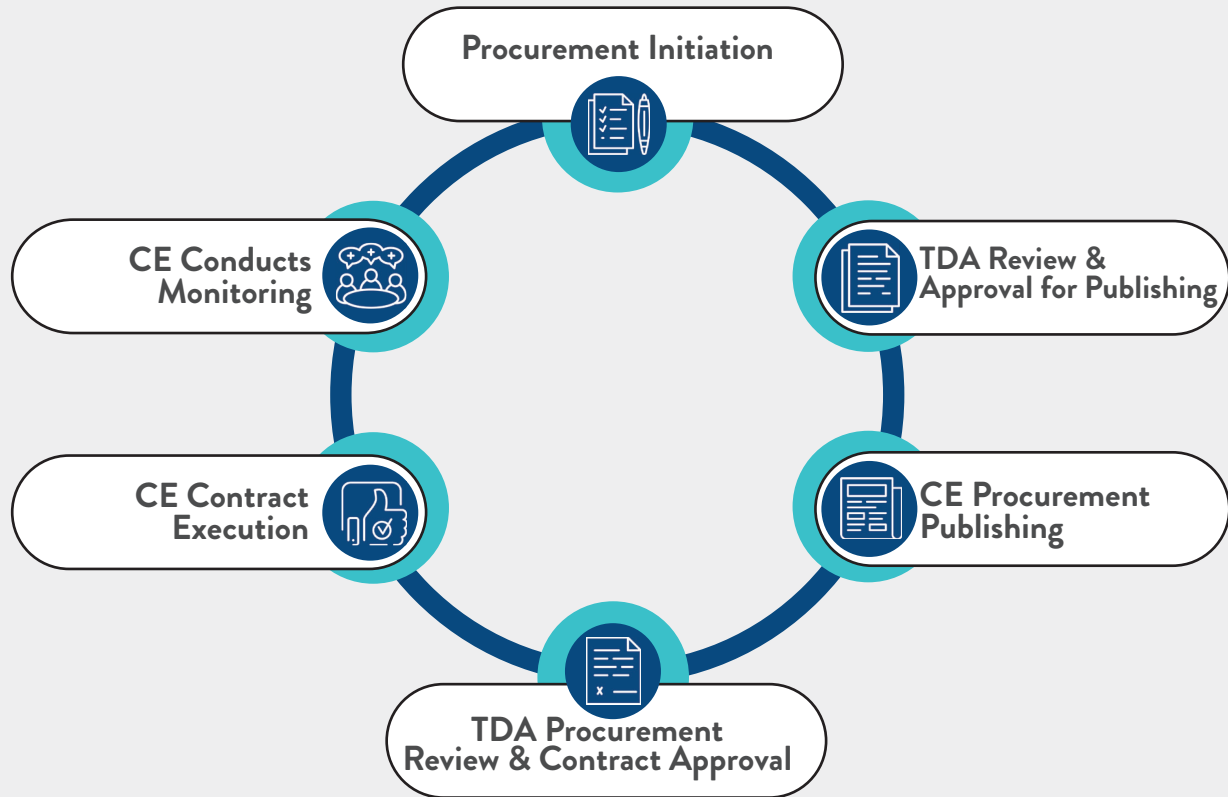 Procurement Initiation
TDA Review &
Approval for Publishing
CE Procurement
Publishing
TDA Procurement
Review & Contract Approval
CE Contract
Execution
CE Conducts
Monitoring